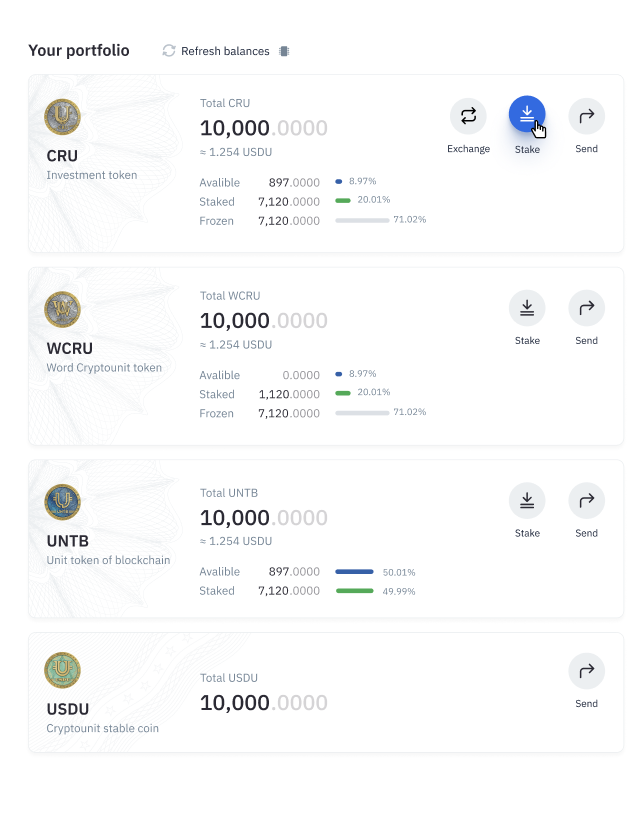 Your portfolio
Refresh balances
CRU
Investment token
Total CRU
10,000.0000
≈ 1.254 USDU
Avalible 897.0000 8.97%
Staked 7,120.0000 20.01%
Frozen 7,120.0000 71.02%
Exchange
Stake
Send
WCRU
Word Cryptounit token
Total WCRU
10,000.0000
≈ 1.254 USDU
Avalible 0.0000 8.97%
Staked 1,120.0000 20.01%
Frozen 7,120.0000 71.02%
Stake
Send
UNTB
Unit token of blockchain
Total UNTB
10,000.0000
≈ 1.254 USDU
Avalible 897.0000 50.01%
Staked 7,120.0000 49.99%
Stake
Send
USDU
Cryptounit stable coin
Total USDU
10,000.0000
Send